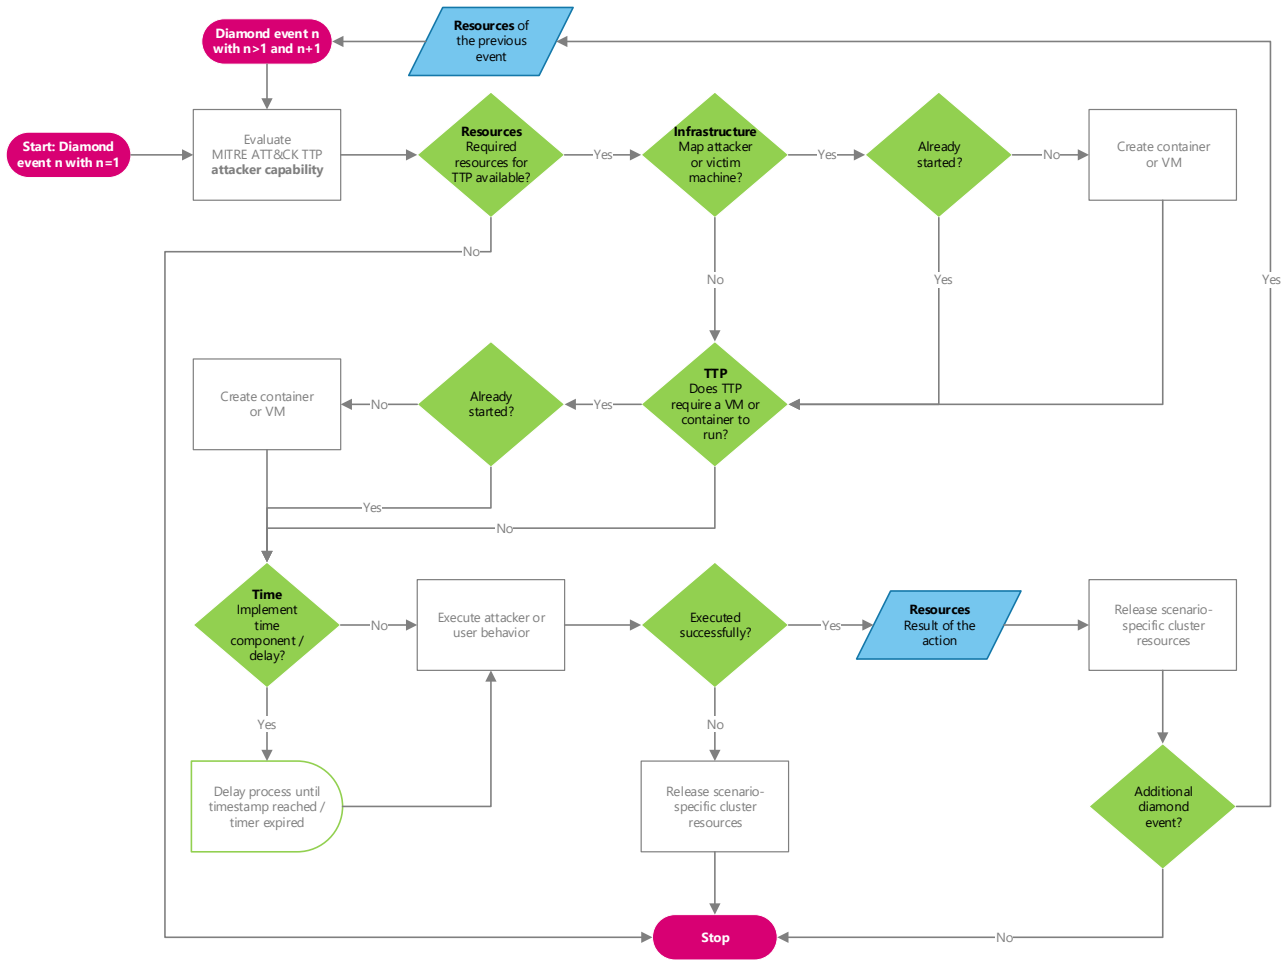 Diamond event n
with n>1 and n+1
Resources of
the previous
event
Start: Diamond
event n with n=1
Evaluate
MITRE ATT&CK TTP
attacker capability
Resources
Required
resources for
TTP available?
Yes
Infrastructure
Map attacker
or victim
machine?
Yes
Already
started?
No
Create container
or VM
No
No
Yes
Yes
Create container
or VM
No
Already
started?
Yes
TTP
Does TTP
require a VM or
container to
run?
Yes
No
Time
Implement
time
component /
delay?
No
Execute attacker or
user behavior
Executed
successfully?
Yes
Resources
Result of the
action
Release scenario-
specific cluster
resources
Yes
No
Delay process until
timestamp reached /
timer expired
Release scenario-
specific cluster
resources
Additional
diamond
event?
Stop
No